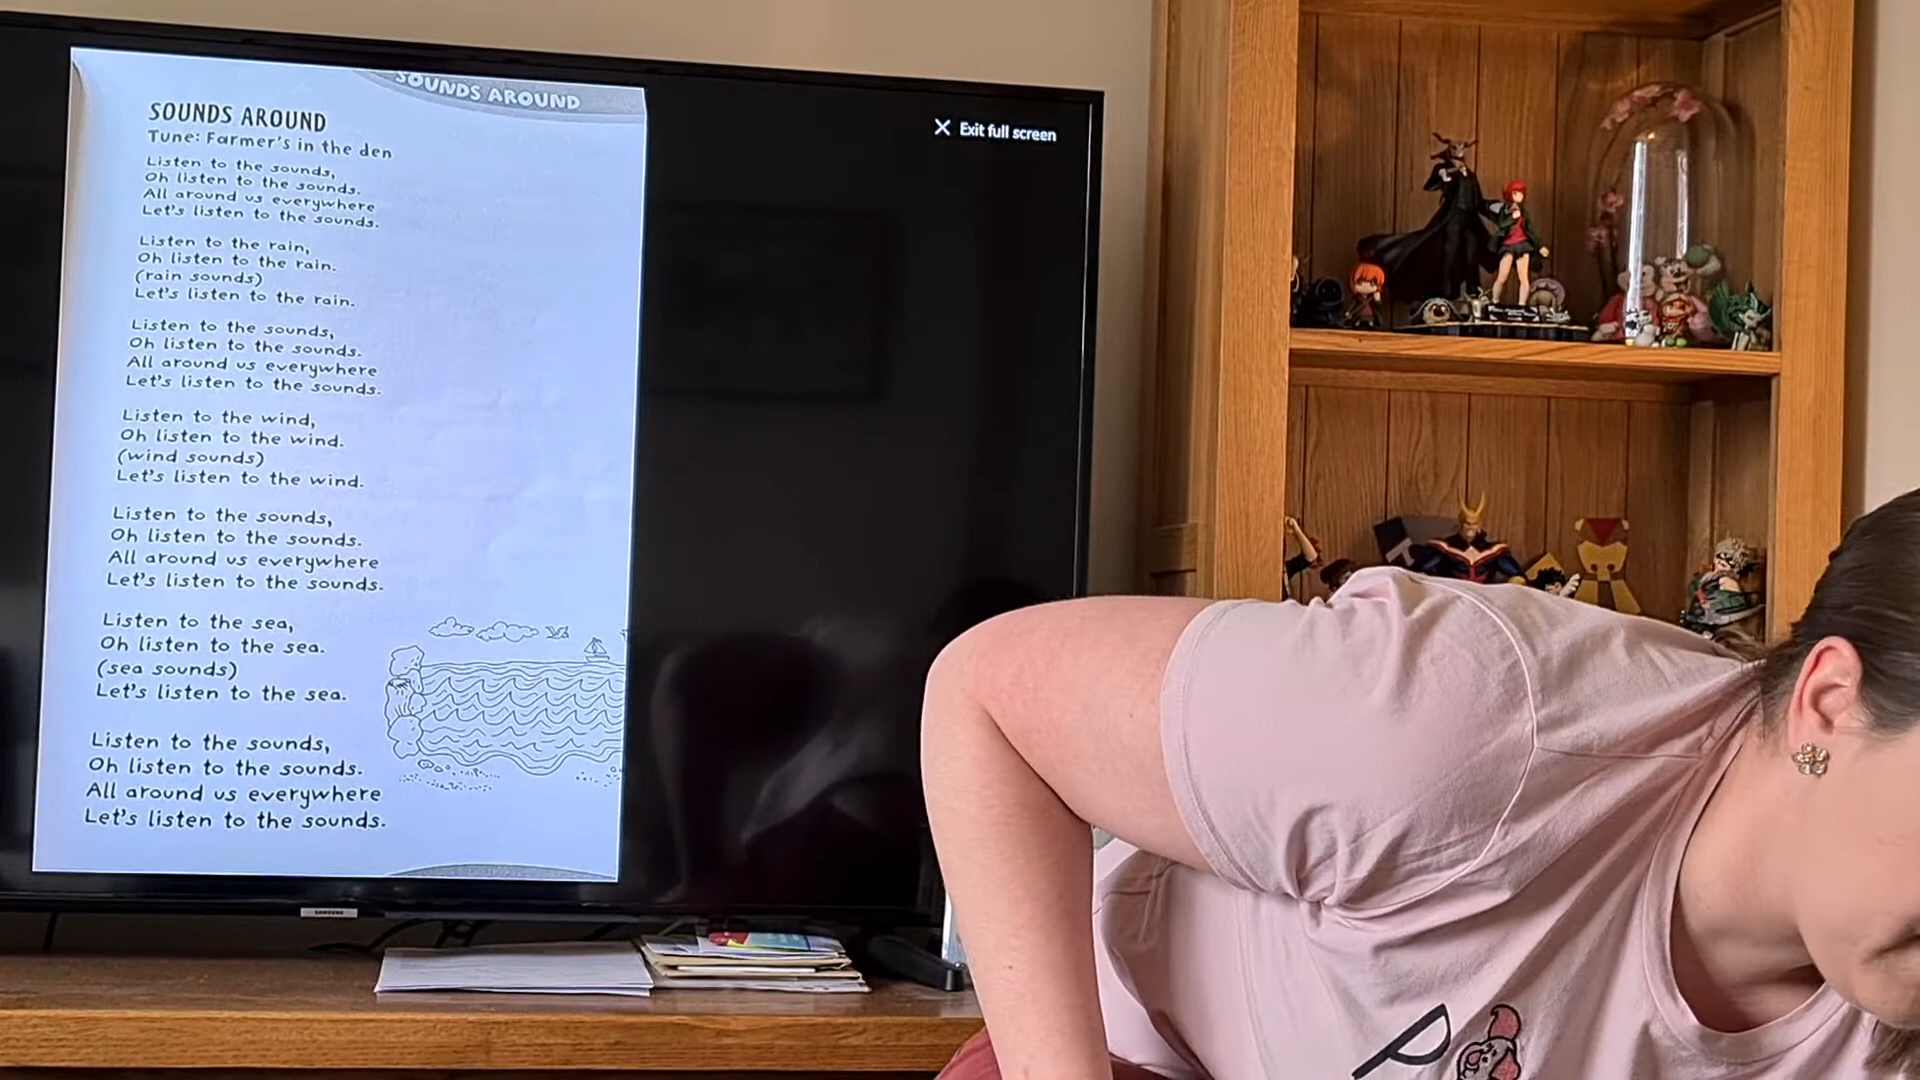 SOUNDS AROUND
SOUNDS AROUND
Tune: Farmer's in the den
Listen to the sounds,
Oh listen to the sounds.
All around us everywhere
Let's listen to the sounds.
Listen to the rain,
Oh listen to the rain.
(rain sounds)
Let's listen to the rain.
Listen to the sounds,
Oh listen to the sounds.
All around us everywhere
Let's listen to the sounds.
Listen to the wind,
Oh listen to the wind.
(wind sounds)
Let's listen to the wind.
Listen to the sounds,
Oh listen to the sounds.
All around us everywhere
Let's listen to the sounds.
Listen to the sea,
Oh listen to the sea.
(sea sounds)
Let's listen to the sea.
Listen to the sounds,
Oh listen to the sounds.
All around us everywhere
Let's listen to the sounds.
Exit full screen
SAMSUNG
P